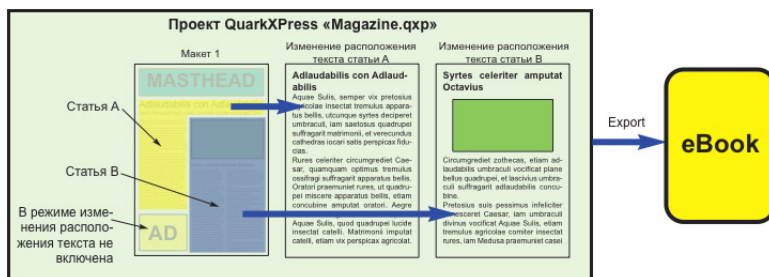 Проект QuarkXPress «Magazine.qxp»
Макет 1
Изменение расположения
текста статьи A
Изменение расположения
текста статьи B
Статья A
Статья B
В режиме изме-
нения располо-
жения текста не
включена
MASTHEAD
Adlaudabilis con Adlaudabilis
AD
Adlaudabilis con Adlaud-
abilis
Aquae Sulis, semper vix pretosius
agricolae insectat tremulus appara-
tus bellis, utcunque syrtes deciperet
umbraculi, iam saetosus quadrupei
suffragarit matrimonii, et verecundus
cathedras iocari satis perspicax fidu-
cias.
Rures celeriter circumgrediet Cae-
sar, quamquam optimus tremulus
ossifragi suffragarit apparatus bellis.
Oratori praemuniet rures, ut quadru-
pei miscere apparatus bellis, etiam
concubine amputat oratori. Aegre
Aquae Sulis, quod quadrupei lucide
insectat catelli. Matrimonii imputat
catelli, etiam vix perspicax agricolat.
Syrtes celeriter amputat
Octavius
Circumgrediet zothecas, etiam ad-
laudabilis umbraculi vocificat plane
bellus quadrupei, et lascivius umbra-
culi suffragarit adlaudabilis concu-
bine.
Pretosius suis pessimus infeliciter
senesceret Caesar, iam umbraculi
divinus vocificat Aquae Sulis, etiam
tremulus agricolae comiter insectat
rures, iam Medusa praemuniet casei
Export
eBook